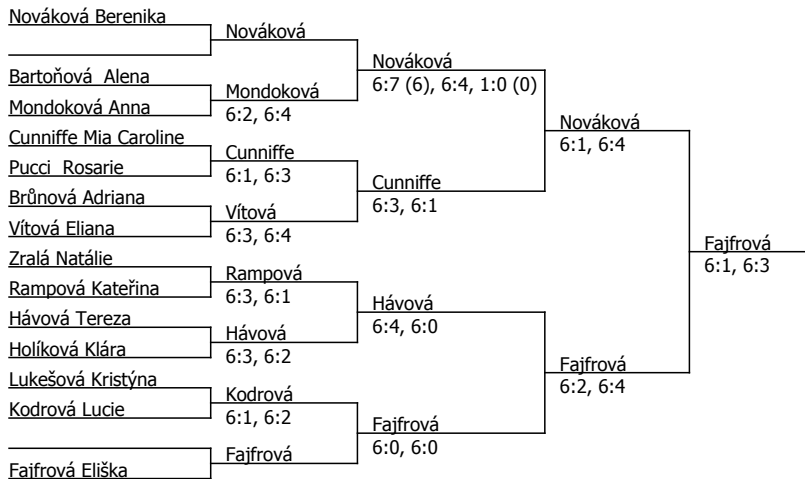 Nováková Berenika
Bartoňová  Alena
Mondoková Anna
Cunniffe Mia Caroline
Pucci  Rosarie
Brůnová Adriana
Vítová Eliana
Zralá Natálie
Rampová Kateřina
Hávová Tereza
Holíková Klára
Lukešová Kristýna
Kodrová Lucie
Fajfrová Eliška
Nováková
Mondoková
6:2, 6:4
Cunniffe
6:1, 6:3
Vítová
6:3, 6:4
Rampová
6:3, 6:1
Hávová
6:3, 6:2
Kodrová
6:1, 6:2
Fajfrová
Nováková
6:7 (6), 6:4, 1:0 (0)
Cunniffe
6:3, 6:1
Hávová
6:4, 6:0
Fajfrová
6:0, 6:0
Nováková
6:1, 6:4
Fajfrová
6:2, 6:4
Fajfrová
6:1, 6:3